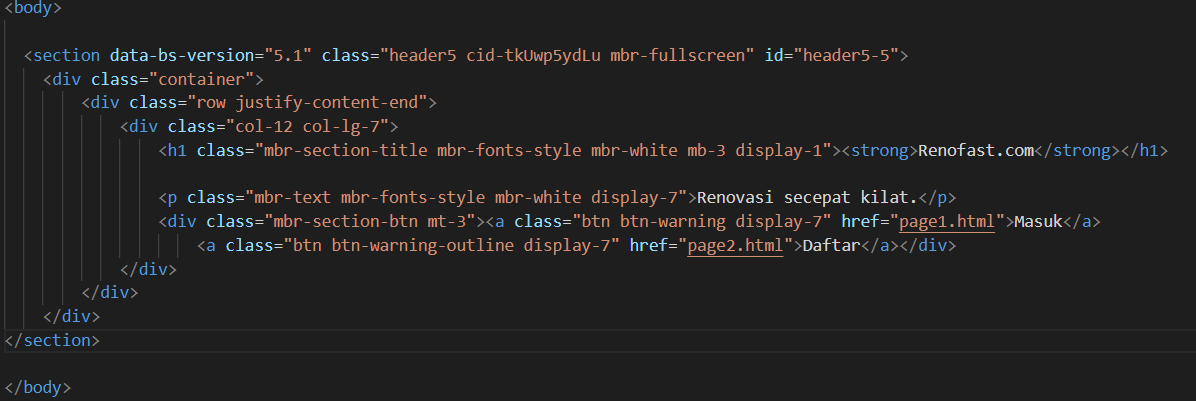 <body>
<section data-bs-version="5.1" class="header5 cid-tkUwp5ydLu mbr-fullscreen" id="header5-5">
<div class="container">
<div class="row justify-content-end">
<div class="col-12 col-lg-7">
<h1 class="mbr-section-title mbr-fonts-style mbr-white mb-3 display-1"><strong>Renofast.com</strong></h1>
<p class="mbr-text mbr-fonts-style mbr-white display-7">Renovasi secepat kilat.</p>
<div class="mbr-section-btn mt-3"><a class="btn btn-warning display-7" href="page1.html">Masuk</a>
<a class="btn btn-warning-outline display-7" href="page2.html">Daftar</a></div>
</div>
</div>
</div>
</section>
</body>